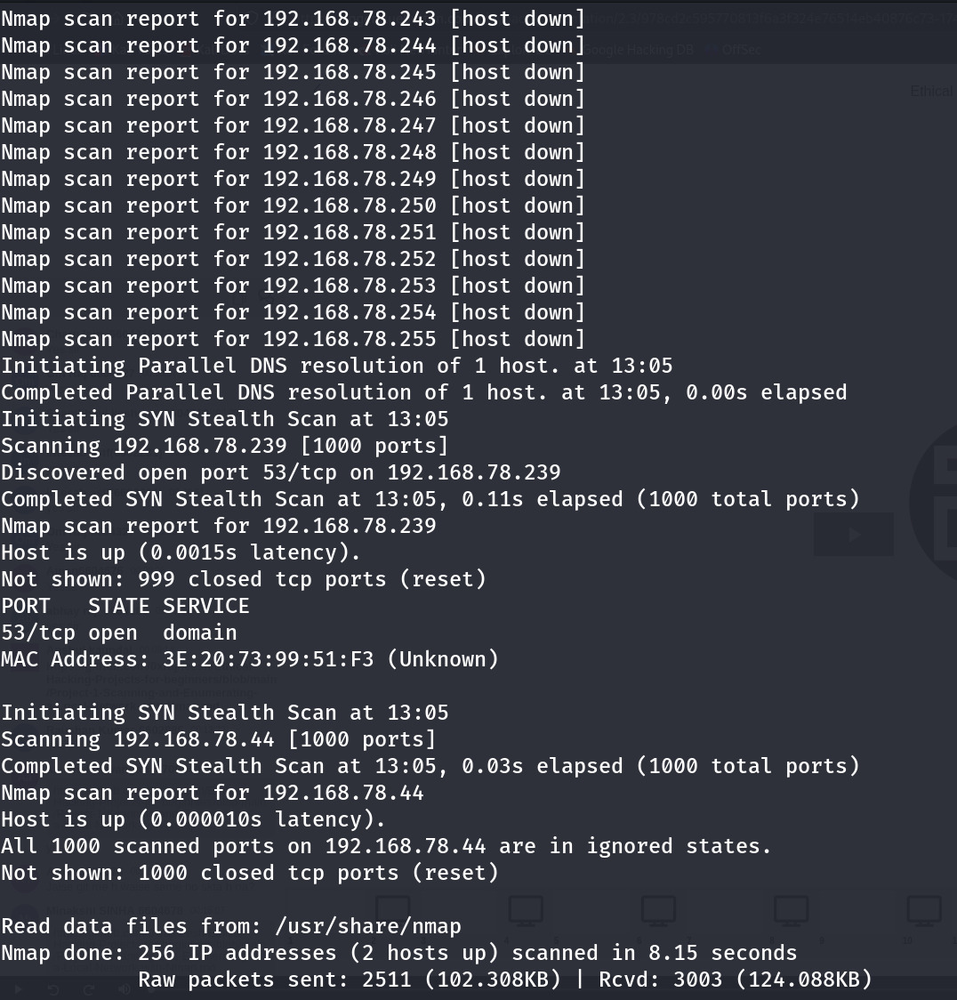 Nmap scan report for 192.168.78.243 [host down]
Nmap scan report for 192.168.78.244 [host down]
Nmap scan report for 192.168.78.245 [host down]
Nmap scan report for 192.168.78.246 [host down]
Nmap scan report for 192.168.78.247 [host down]
Nmap scan report for 192.168.78.248 [host down]
Nmap scan report for 192.168.78.249 [host down]
Nmap scan report for 192.168.78.250 [host down]
Nmap scan report for 192.168.78.251 [host down]
Nmap scan report for 192.168.78.252 [host down]
Nmap scan report for 192.168.78.253 [host down]
Nmap scan report for 192.168.78.254 [host down]
Nmap scan report for 192.168.78.255 [host down]
Initiating Parallel DNS resolution of 1 host. at 13:05
Completed Parallel DNS resolution of 1 host. at 13:05, 0.00s elapsed
Initiating SYN Stealth Scan at 13:05
Scanning 192.168.78.239 [1000 ports]
Discovered open port 53/tcp on 192.168.78.239
Completed SYN Stealth Scan at 13:05, 0.11s elapsed (1000 total ports)
Nmap scan report for 192.168.78.239
Host is up (0.0015s latency).
Not shown: 999 closed tcp ports (reset)
PORT   STATE SERVICE
53/tcp open  domain
MAC Address: 3E:20:73:99:51:F3 (Unknown)
Initiating SYN Stealth Scan at 13:05
Scanning 192.168.78.44 [1000 ports]
Completed SYN Stealth Scan at 13:05, 0.03s elapsed (1000 total ports)
Nmap scan report for 192.168.78.44
Host is up (0.000010s latency).
All 1000 scanned ports on 192.168.78.44 are in ignored states.
Not shown: 1000 closed tcp ports (reset)
Read data files from: /usr/share/nmap
Nmap done: 256 IP addresses (2 hosts up) scanned in 8.15 seconds
Raw packets sent: 2511 (102.308KB) | Rcvd: 3003 (124.088KB)
Google Hacking DB
OffSec
Ethical